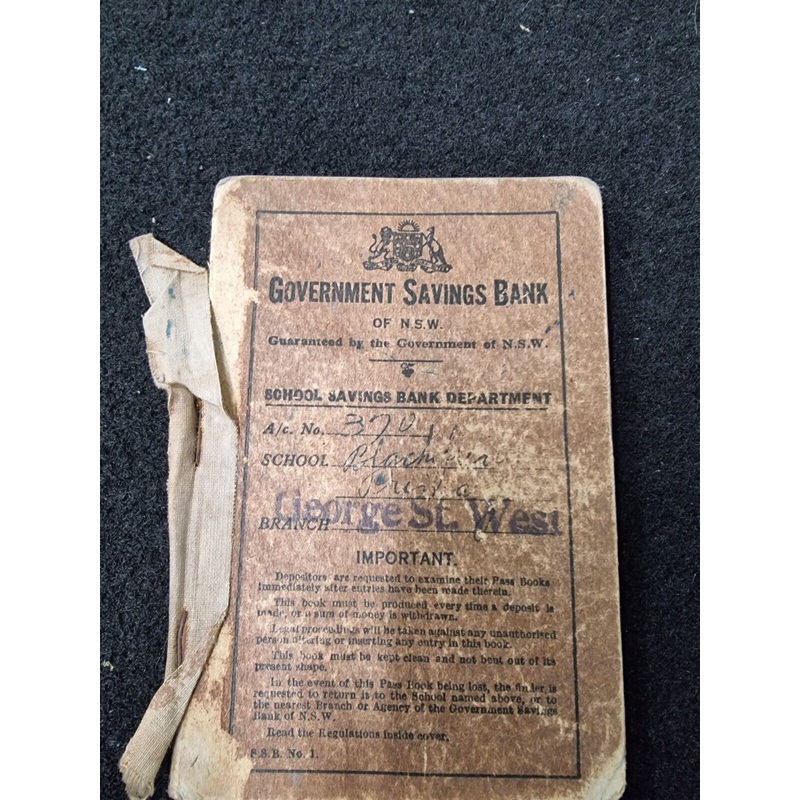 GOVERNMENT SAVINGS BANK
OF N.S.W.
Guaranteed by the Government of N.S.W.
SCHOOL SAVINGS BANK DEPARTMENT
A/c. No. 370
SCHOOL
BRANCH George St. West
IMPORTANT.
Depositors are requested to examine their Pass Books
immediately after entries have been made therein.
This book must be produced every time a deposit is
made, or a sum of money is withdrawn.
Legal proceedings will be taken against any unauthorised
person altering or inserting any entry in this book.
This book must be kept clean and not bent out of its
present shape.
In the event of this Pass Book being lost, the finder is
requested to return it to the School named above, or to
the nearest Branch or Agency of the Government Savings
Bank of N.S.W.
Read the Regulations inside cover.
S.S.B. No. 1.